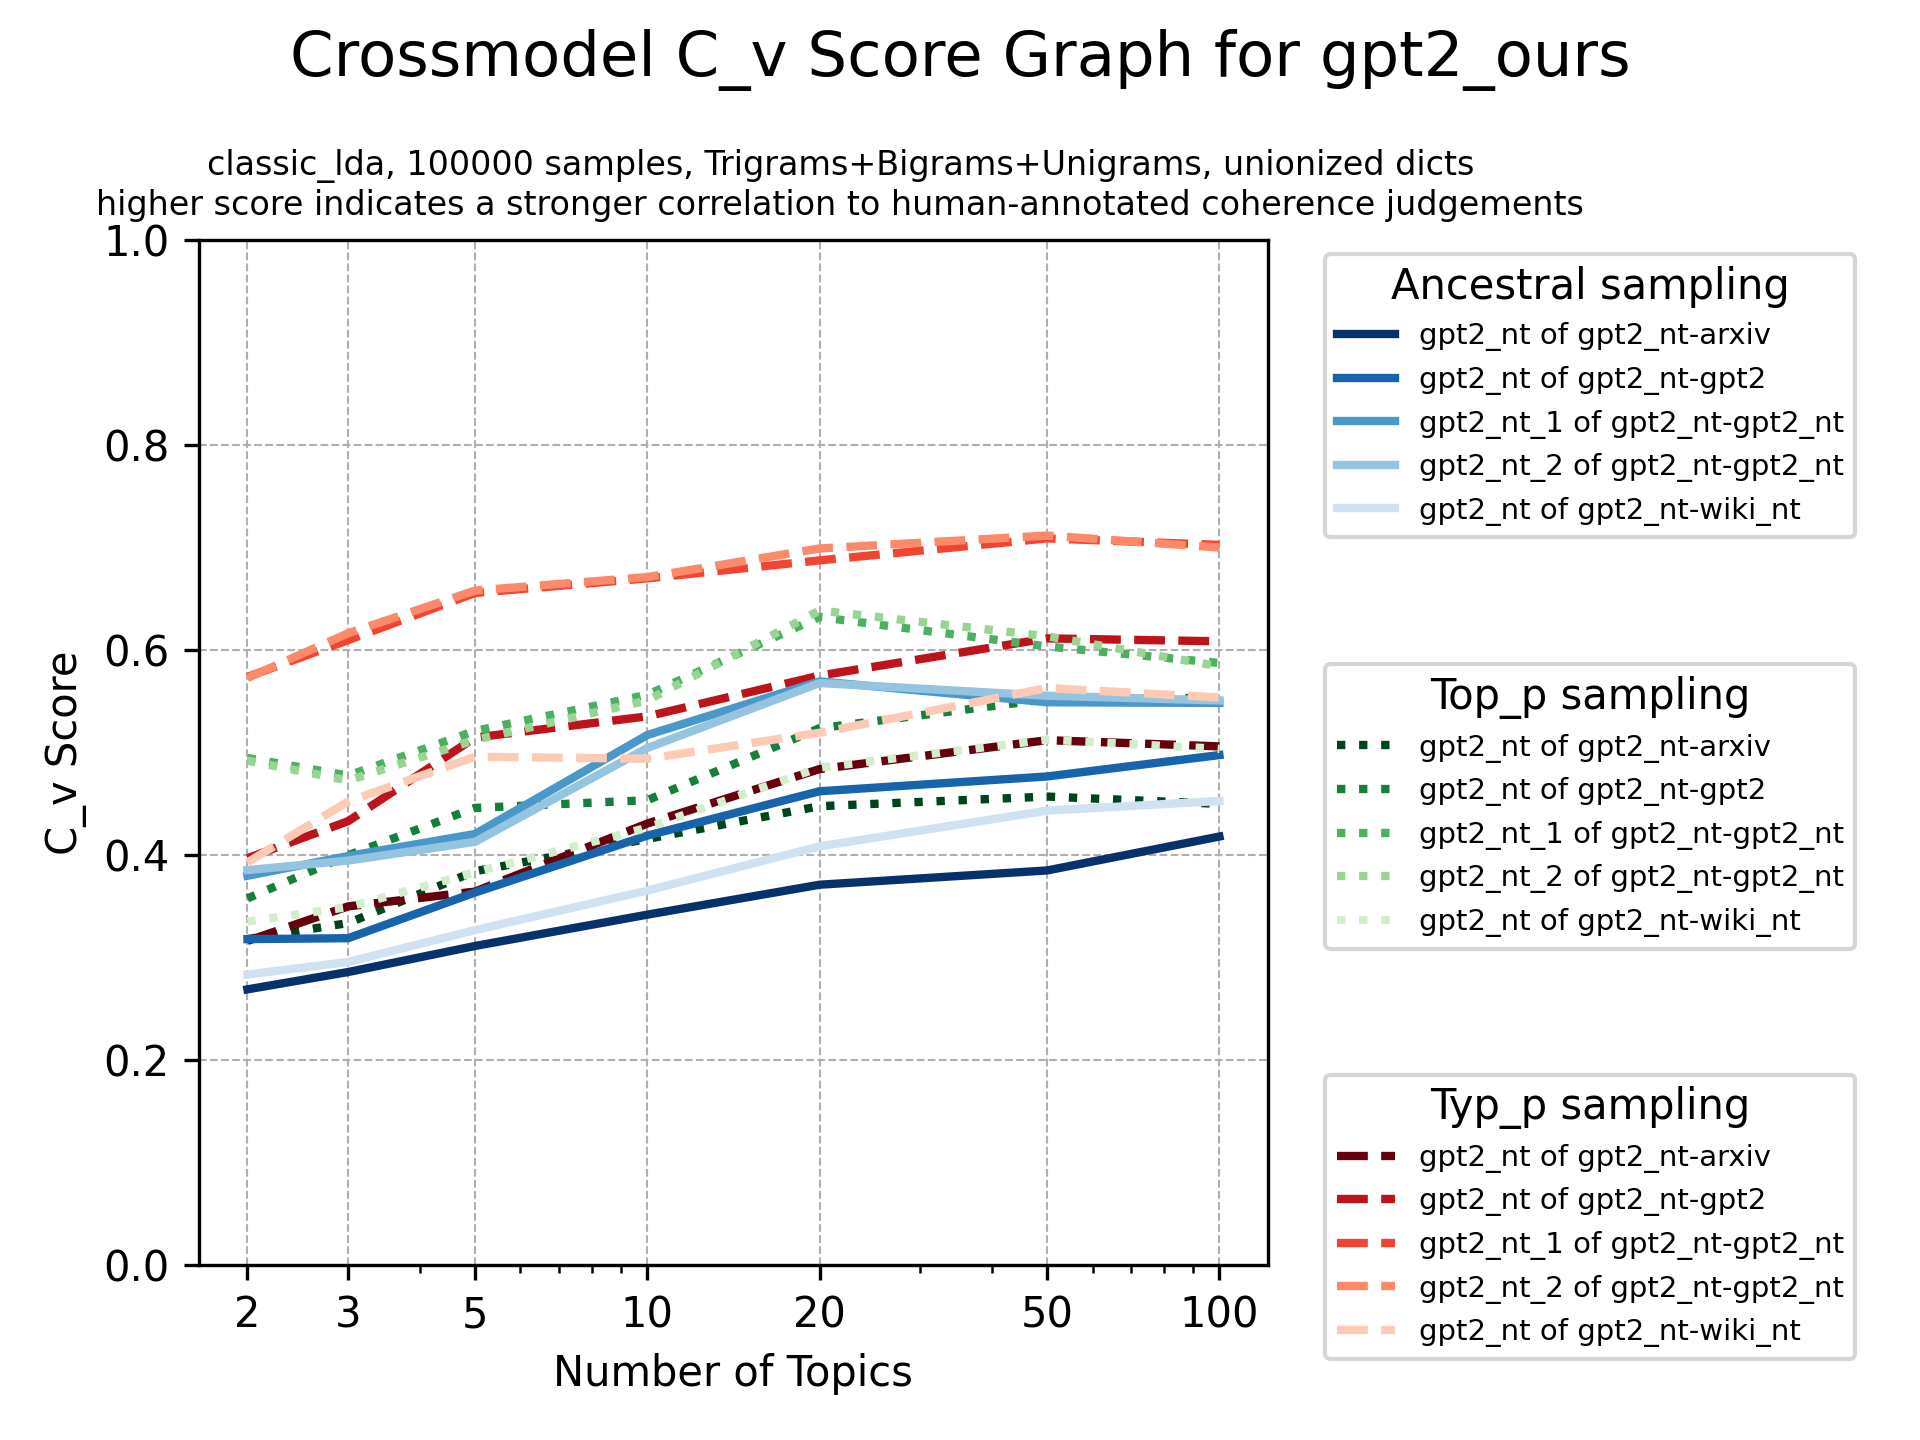 Crossmodel C_v Score Graph for gpt2_ours
classic_lda, 100000 samples, Trigrams+Bigrams+Unigrams, unionized dicts
higher score indicates a stronger correlation to human-annotated coherence judgements
C_v Score
1.0
0.8
0.6
0.4
0.2
0.0
2 3 5 10 20 50 100
Number of Topics
Ancestral sampling
gpt2_nt of gpt2_nt-arxiv
gpt2_nt of gpt2_nt-gpt2
gpt2_nt_1 of gpt2_nt-gpt2_nt
gpt2_nt_2 of gpt2_nt-gpt2_nt
gpt2_nt of gpt2_nt-wiki_nt
Top_p sampling
gpt2_nt of gpt2_nt-arxiv
gpt2_nt of gpt2_nt-gpt2
gpt2_nt_1 of gpt2_nt-gpt2_nt
gpt2_nt_2 of gpt2_nt-gpt2_nt
gpt2_nt of gpt2_nt-wiki_nt
Typ_p sampling
gpt2_nt of gpt2_nt-arxiv
gpt2_nt of gpt2_nt-gpt2
gpt2_nt_1 of gpt2_nt-gpt2_nt
gpt2_nt_2 of gpt2_nt-gpt2_nt
gpt2_nt of gpt2_nt-wiki_nt